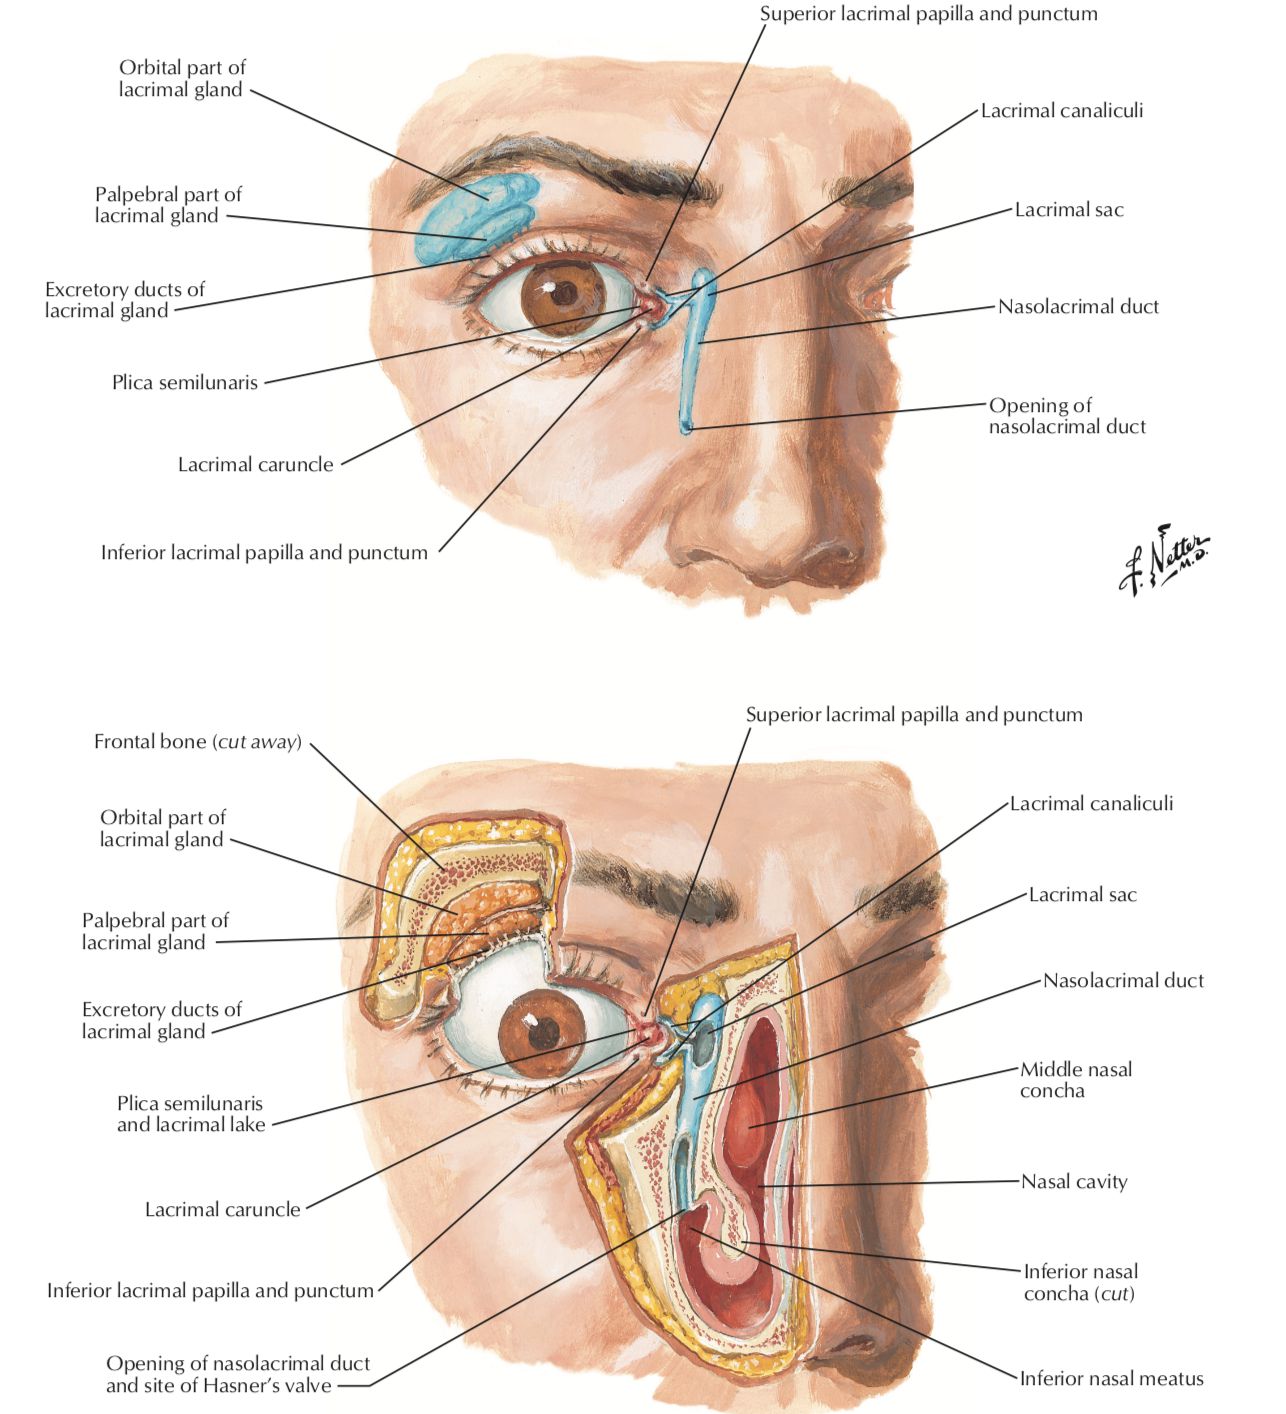 Superior lacrimal papilla and punctum
Orbital part of
lacrimal gland
Lacrimal canaliculi
Palpebral part of
lacrimal gland
Lacrimal sac
Excretory ducts of
lacrimal gland
Nasolacrimal duct
Plica semilunaris
Opening of
nasolacrimal duct
Lacrimal caruncle
Inferior lacrimal papilla and punctum
F. Netter
M.D.
Superior lacrimal papilla and punctum
Frontal bone (cut away)
Lacrimal canaliculi
Orbital part of
lacrimal gland
Lacrimal sac
Palpebral part of
lacrimal gland
Nasolacrimal duct
Excretory ducts of
lacrimal gland
Middle nasal
concha
Plica semilunaris
and lacrimal lake
Nasal cavity
Lacrimal caruncle
Inferior nasal
concha (cut)
Inferior lacrimal papilla and punctum
Opening of nasolacrimal duct
and site of Hasner's valve
Inferior nasal meatus